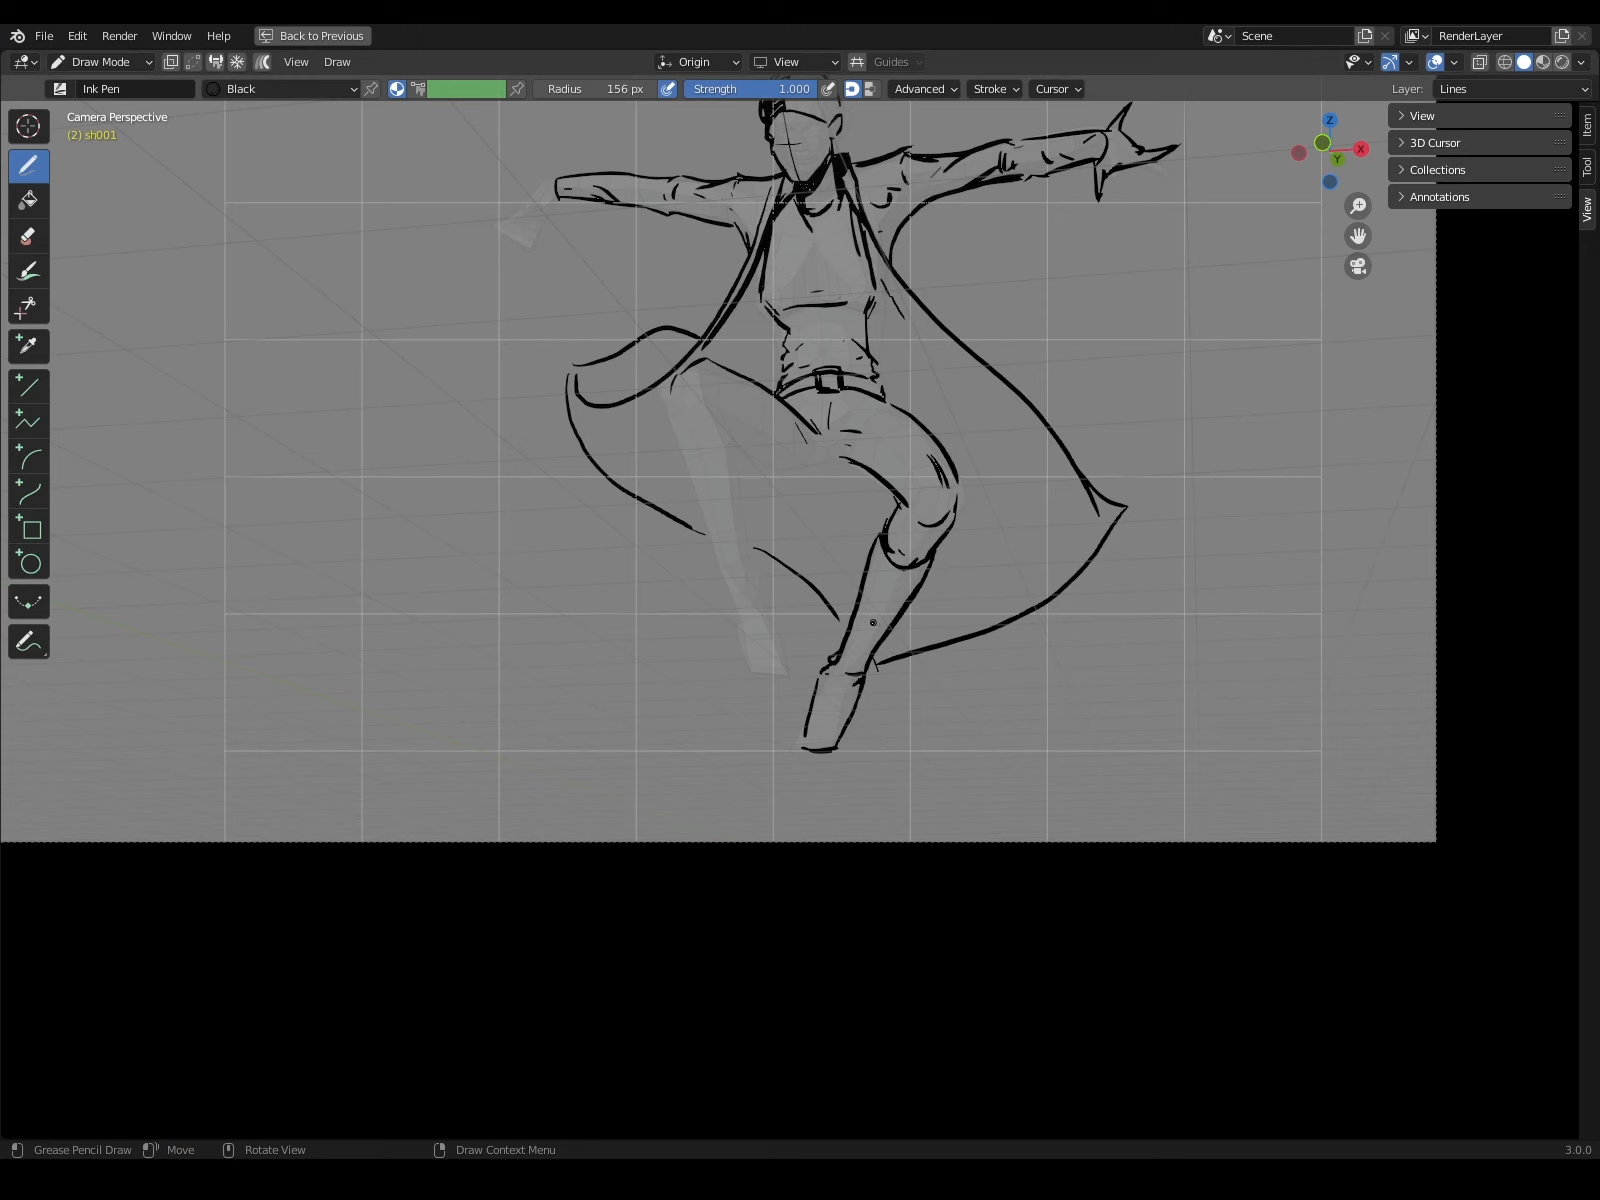 File Edit Render Window Help Back to Previous Scene RenderLayer
Draw Mode View Draw Origin View Guides
Ink Pen Black Radius 156 px Strength 1.000 Advanced Stroke Cursor Layer: Lines
Camera Perspective
(2) sh001
Z
X
Y
View
3D Cursor
Collections
Annotations
Item
Tool
View
Grease Pencil Draw Move Rotate View Draw Context Menu 3.0.0